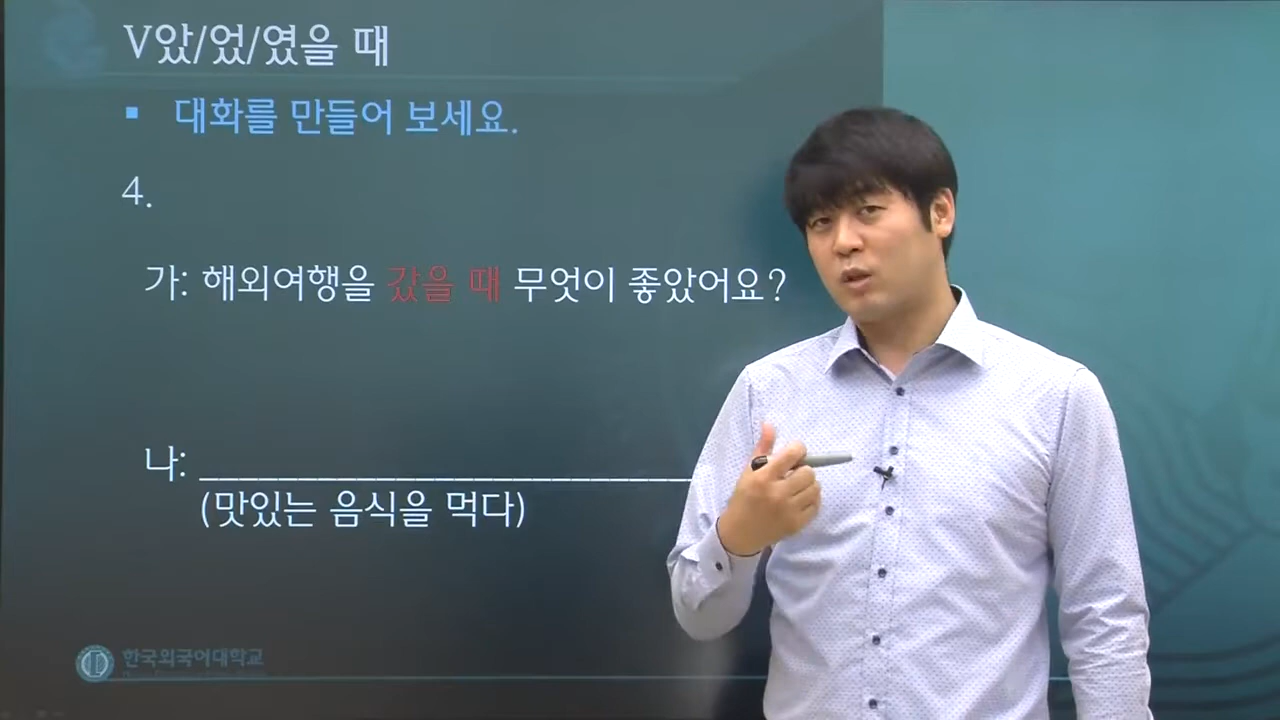 V았/었/였을 때
▪ 대화를 만들어 보세요.
4.
가: 해외여행을 갔을 때 무엇이 좋았어요?
나: ______________________________
(맛있는 음식을 먹다)
한국외국어대학교